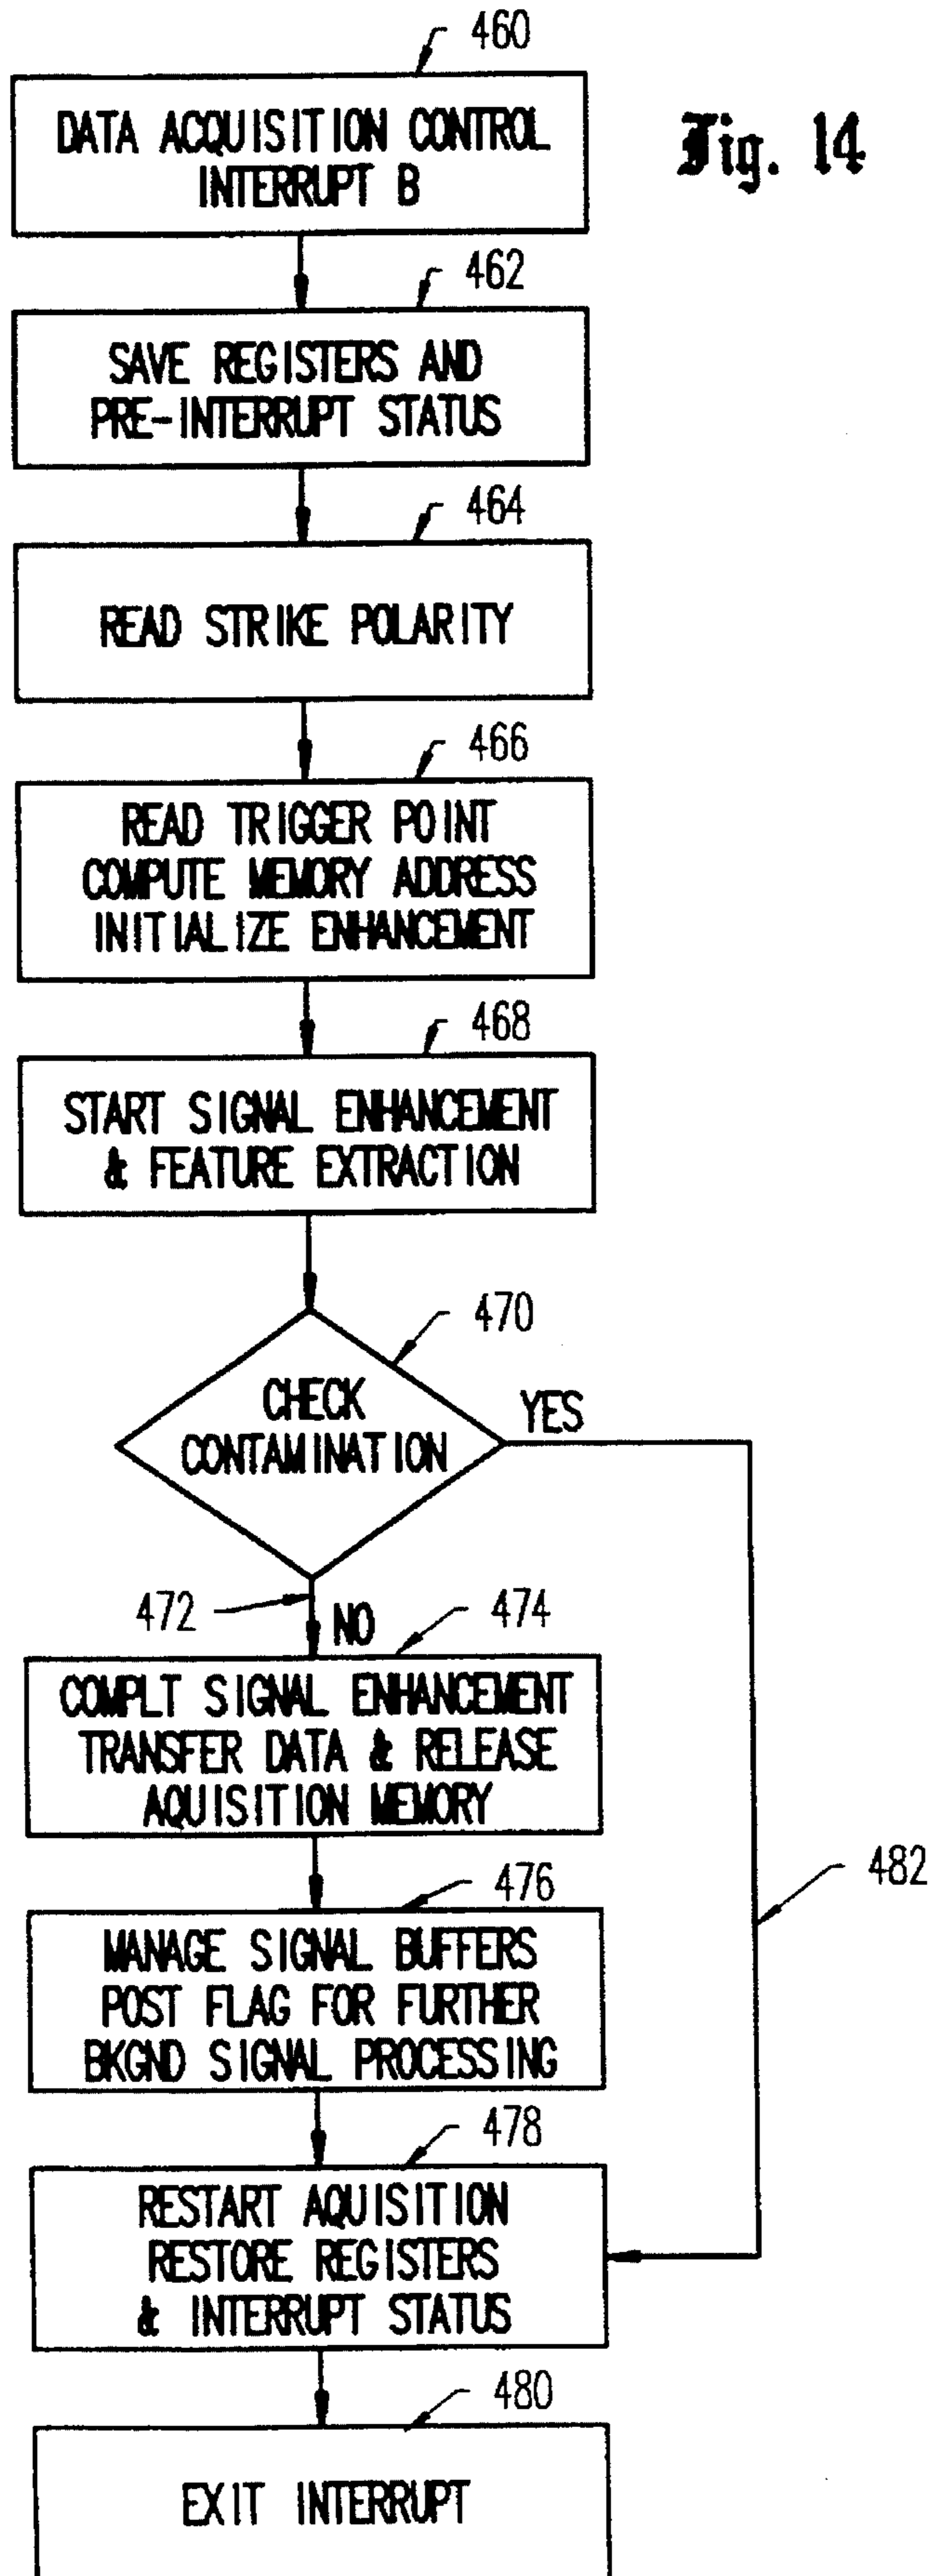 460
DATA ACQUISITION CONTROL
INTERRUPT B
Fig. 14
462
SAVE REGISTERS AND
PRE-INTERRUPT STATUS
464
READ STRIKE POLARITY
466
READ TRIGGER POINT
COMPUTE MEMORY ADDRESS
INITIALIZE ENHANCEMENT
468
START SIGNAL ENHANCEMENT
& FEATURE EXTRACTION
470
CHECK
CONTAMINATION
YES
472
NO
474
COMPLT SIGNAL ENHANCEMENT
TRANSFER DATA & RELEASE
AQUISITION MEMORY
482
476
MANAGE SIGNAL BUFFERS
POST FLAG FOR FURTHER
BKGND SIGNAL PROCESSING
478
RESTART AQUISITION
RESTORE REGISTERS
& INTERRUPT STATUS
480
EXIT INTERRUPT